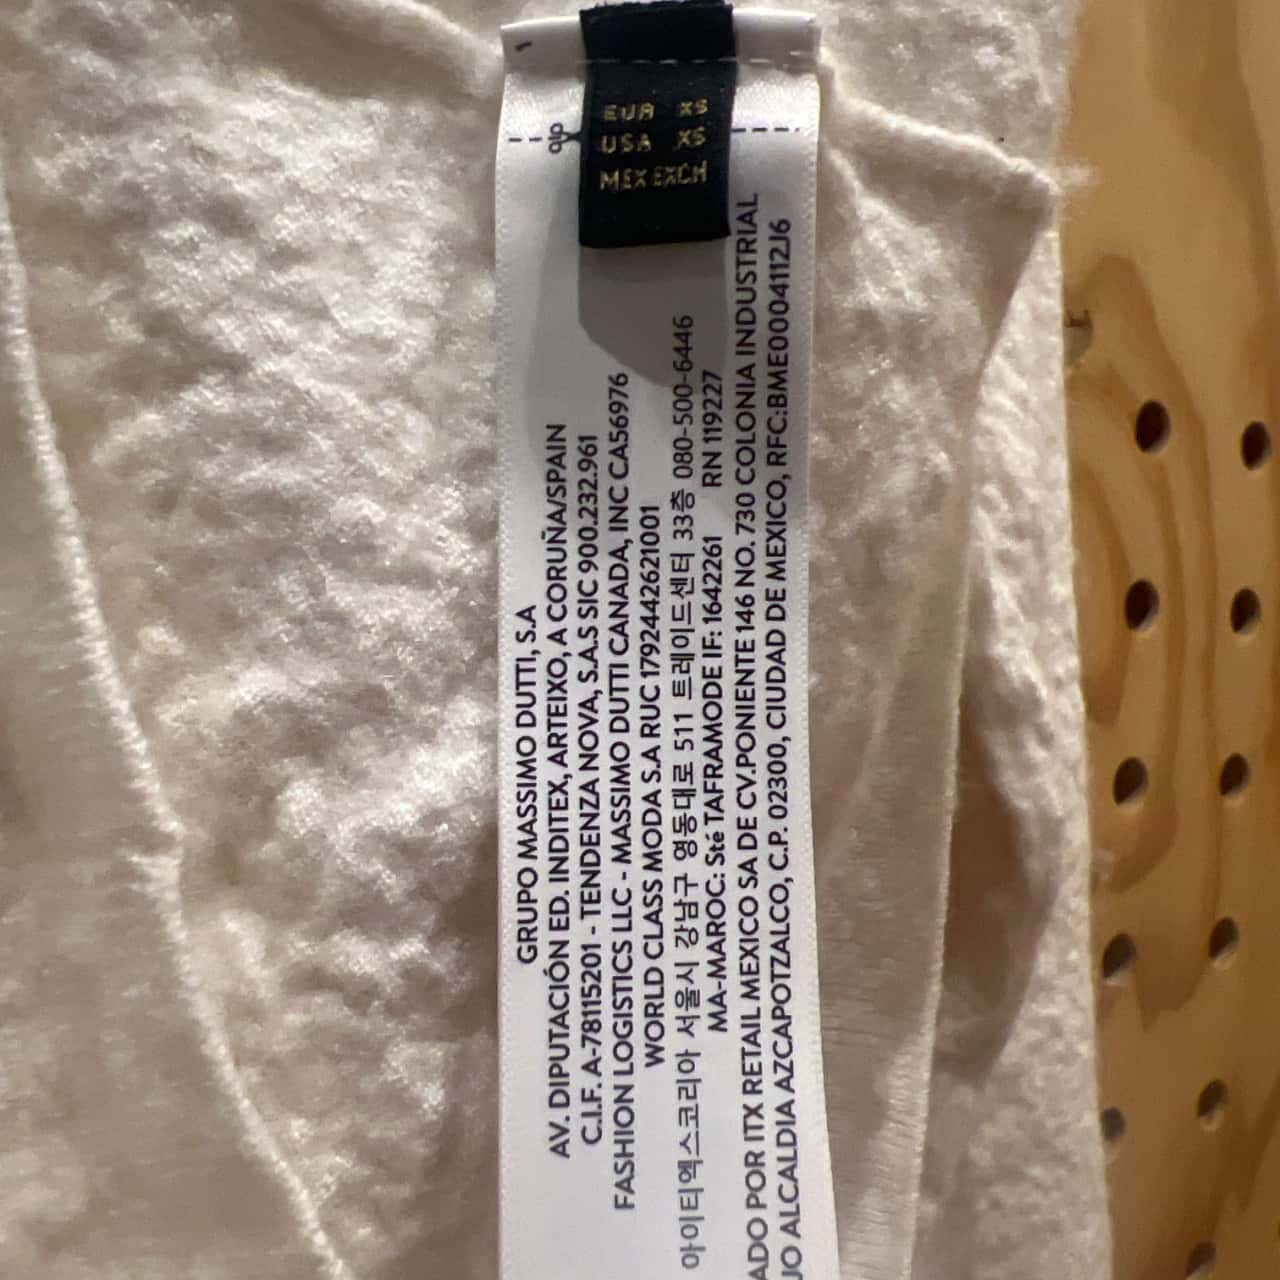 1
EUR XS
USA XS
MEX EXCH
GRUPO MASSIMO DUTTI, S.A
AV. DIPUTACIÓN ED. INDITEX, ARTEIXO, A CORUÑA/SPAIN
C.I.F. A-78115201 - TENDENZA NOVA, S.A.S SIC 900.232.961
FASHION LOGISTICS LLC - MASSIMO DUTTI CANADA, INC CA56976
WORLD CLASS MODA S.A RUC 1792442621001
아이티엑스코리아 서울시 강남구 영동대로 511 트레이드센터 33층 080-500-6446
MA-MAROC: Sté TAFRAMODE IF: 1642261 RN 119227
ADO POR ITX RETAIL MEXICO SA DE CV.PONIENTE 146 NO. 730 COLONIA INDUSTRIAL
JO ALCALDIA AZCAPOTZALCO, C.P. 02300, CIUDAD DE MEXICO, RFC:BME0004112J6